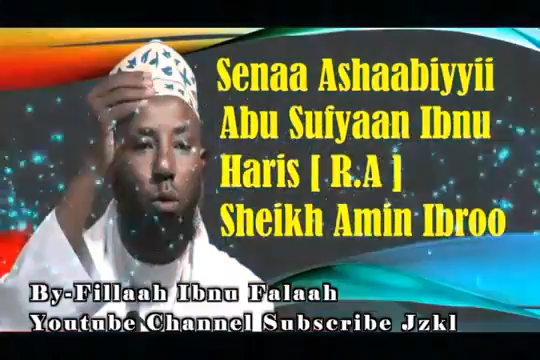 Senaa Ashaabiyyii
Abu Sufyaan Ibnu
Haris [ R.A ]
Sheikh Amin Ibroo
By-Fillaah Ibnu Falaah
Youtube Channel Subscribe Jzkl